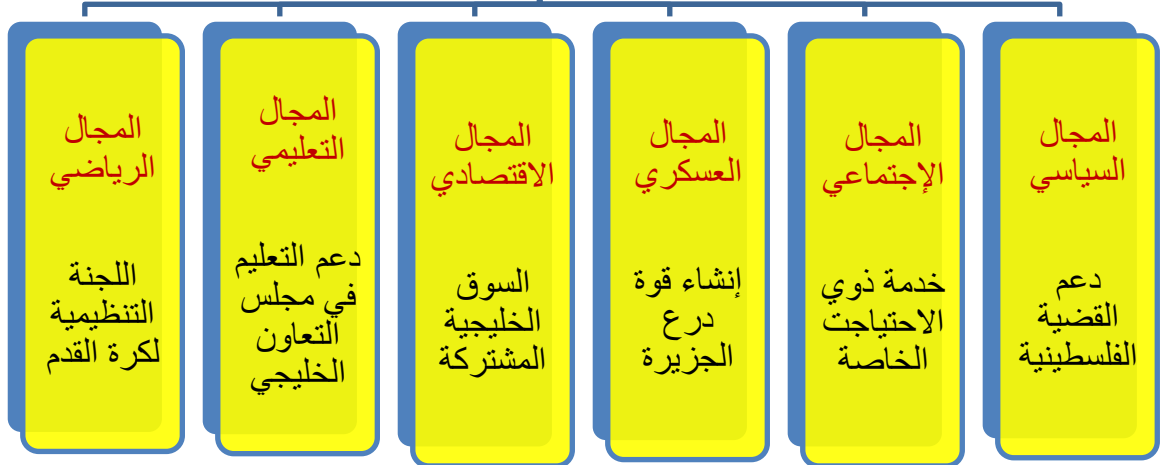 المجال
السياسي
دعم
القضية
الفلسطينية
المجال
الإجتماعي
خدمة ذوي
الاحتياجت
الخاصة
المجال
العسكري
إنشاء قوة
درع
الجزيرة
المجال
الاقتصادي
السوق
الخليجية
المشتركة
المجال
التعليمي
دعم التعليم
في مجلس
التعاون
الخليجي
المجال
الرياضي
اللجنة
التنظيمية
لكرة القدم